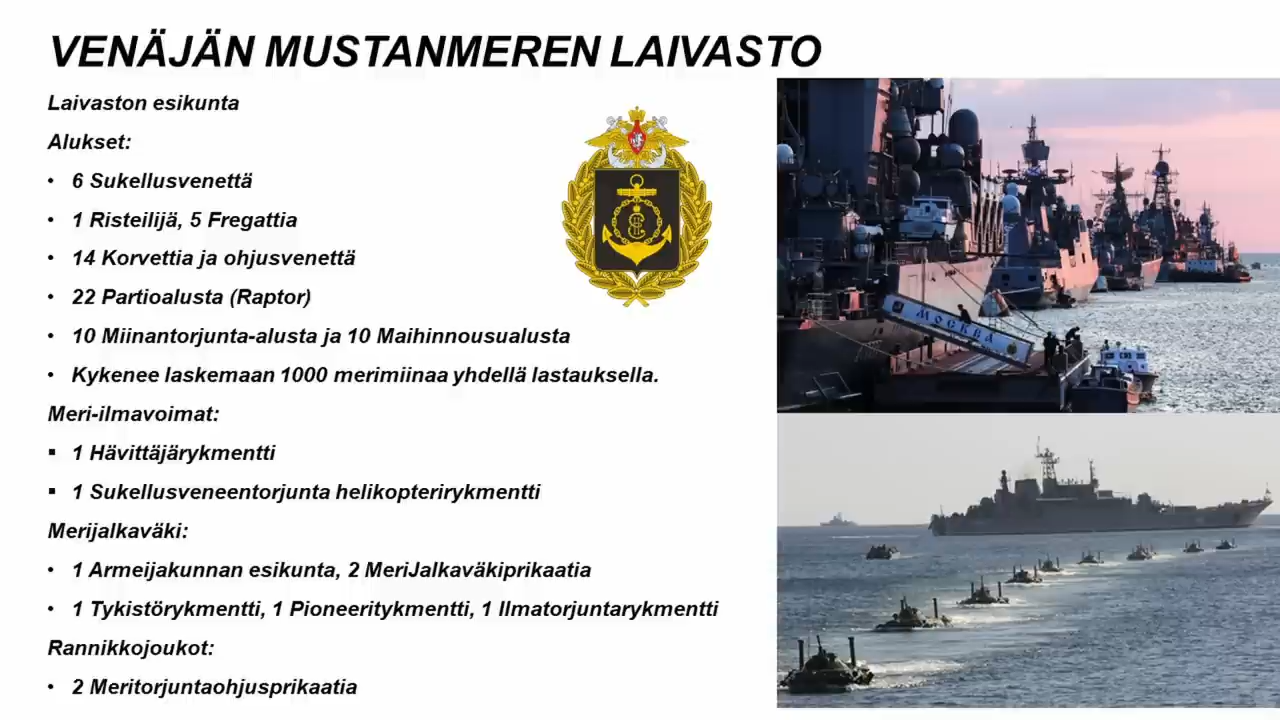 VENÄJÄN MUSTANMEREN LAIVASTO
Laivaston esikunta
Alukset:
• 6 Sukellusvenettä
• 1 Risteilijä, 5 Fregattia
• 14 Korvettia ja ohjusvenettä
• 22 Partioalusta (Raptor)
• 10 Miinantorjunta-alusta ja 10 Maihinnousualusta
• Kykenee laskemaan 1000 merimiinaa yhdellä lastauksella.
Meri-ilmavoimat:
▪ 1 Hävittäjärykmentti
▪ 1 Sukellusveneentorjunta helikopterirykmentti
Merijalkaväki:
• 1 Armeijakunnan esikunta, 2 MeriJalkaväkiprikaatia
• 1 Tykistörykmentti, 1 Pioneeritykmentti, 1 Ilmatorjuntarykmentti
Rannikkojoukot:
• 2 Meritorjuntaohjusprikaatia
МОСКВА